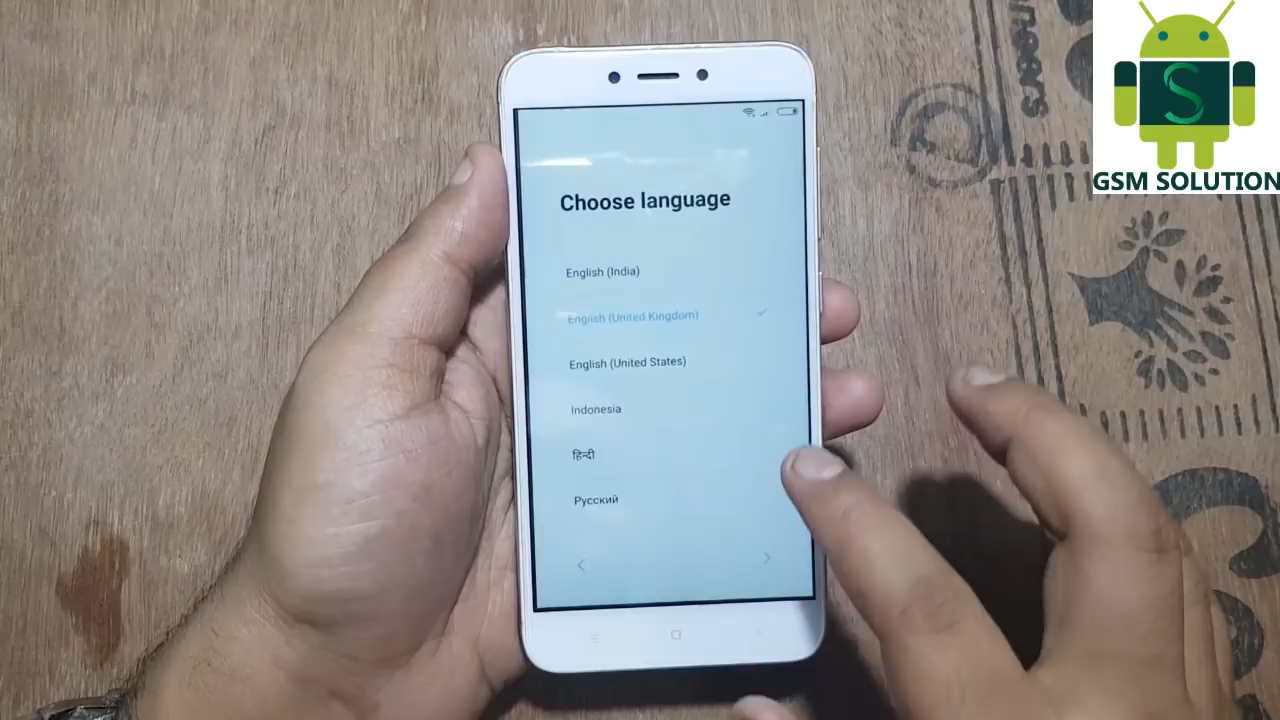 Choose language
English (India)
English (United Kingdom)
English (United States)
Indonesia
हिन्दी
Русский
S
GSM SOLUTION